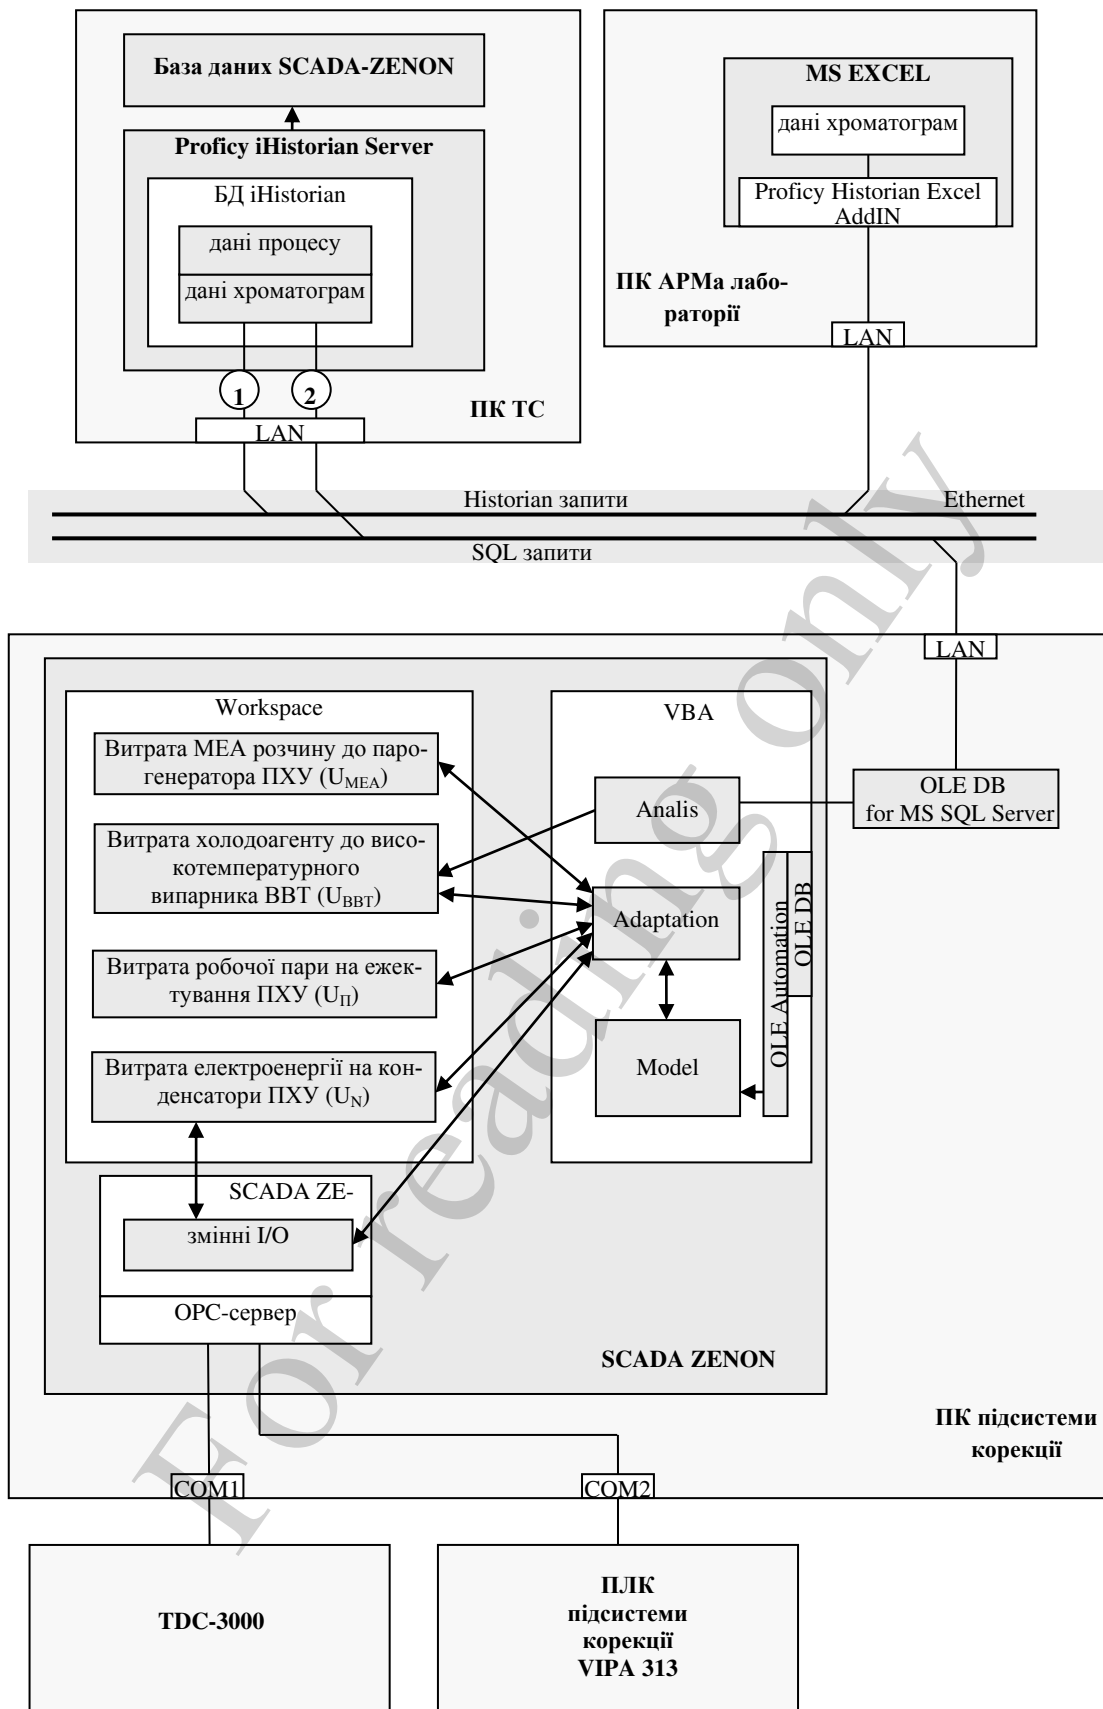 База даних SCADA-ZENON
Proficy iHistorian Server
БД iHistorian
дані процесу
дані хроматограм
1
2
ПК ТС
LAN
MS EXCEL
дані хроматограм
Proficy Historian Excel
AddIN
ПК АРМа лабо-
раторії
LAN
Historian запити
Ethernet
SQL запити
LAN
Workspace
Витрата МЕА розчину до паро-
генератора ПХУ (UМЕА)
Витрата холодоагенту до висо-
котемпературного
випарника ВВТ (UВВТ)
Витрата робочої пари на ежек-
тування ПХУ (UП)
Витрата електроенергії на кон-
денсатори ПХУ (UN)
VBA
Analis
Adaptation
Model
OLE Automation
OLE DB
OLE DB
for MS SQL Server
SCADA ZE-
змінні I/O
OPC-сервер
SCADA ZENON
ПК підсистеми
корекції
COM1
COM2
TDC-3000
ПЛК
підсистеми
корекції
VIPA 313
For reading only